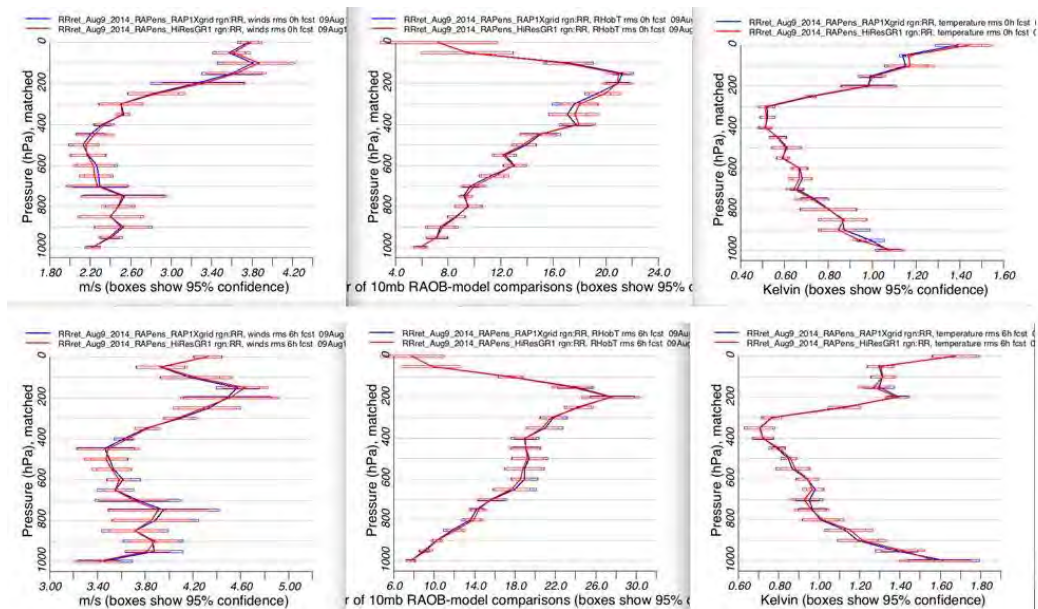 RRret_Aug9_2014_RAPens_RAP1Xgrid rgn:RR, winds rms 0h fcst 09Aug1
RRret_Aug9_2014_RAPens_HiResGR1 rgn:RR, winds rms 0h fcst 09Aug1
Pressure (hPa), matched
0
200
400
600
800
1000
1.80 2.20 2.60 3.00 3.40 3.80 4.20
m/s (boxes show 95% confidence)
RRret_Aug9_2014_RAPens_RAP1Xgrid rgn:RR, RHobT rms 0h fcst 09Aug
RRret_Aug9_2014_RAPens_HiResGR1 rgn:RR, RHobT rms 0h fcst 09Aug
Pressure (hPa), matched
0
200
400
600
800
1000
4.0 8.0 12.0 16.0 20.0 24.0
r of 10mb RAOB-model comparisons (boxes show 95% c
RRret_Aug9_2014_RAPens_RAP1Xgrid rgn:RR, temperature rms 0h fcst 0
RRret_Aug9_2014_RAPens_HiResGR1 rgn:RR, temperature rms 0h fcst 0
Pressure (hPa), matched
0
200
400
600
800
1000
0.40 0.60 0.80 1.00 1.20 1.40 1.60
Kelvin (boxes show 95% confidence)
RRret_Aug9_2014_RAPens_RAP1Xgrid rgn:RR, winds rms 6h fcst 09Aug1
RRret_Aug9_2014_RAPens_HiResGR1 rgn:RR, winds rms 6h fcst 09Aug1
Pressure (hPa), matched
0
200
400
600
800
1000
3.00 3.40 3.80 4.20 4.60 5.00
m/s (boxes show 95% confidence)
RRret_Aug9_2014_RAPens_RAP1Xgrid rgn:RR, RHobT rms 6h fcst 09Aug
RRret_Aug9_2014_RAPens_HiResGR1 rgn:RR, RHobT rms 6h fcst 09Aug
Pressure (hPa), matched
0
200
400
600
800
1000
6.0 10.0 14.0 18.0 22.0 26.0 30.0
r of 10mb RAOB-model comparisons (boxes show 95% c
RRret_Aug9_2014_RAPens_RAP1Xgrid rgn:RR, temperature rms 6h fcst 0
RRret_Aug9_2014_RAPens_HiResGR1 rgn:RR, temperature rms 6h fcst 0
Pressure (hPa), matched
0
200
400
600
800
1000
0.60 0.80 1.00 1.20 1.40 1.60 1.80
Kelvin (boxes show 95% confidence)